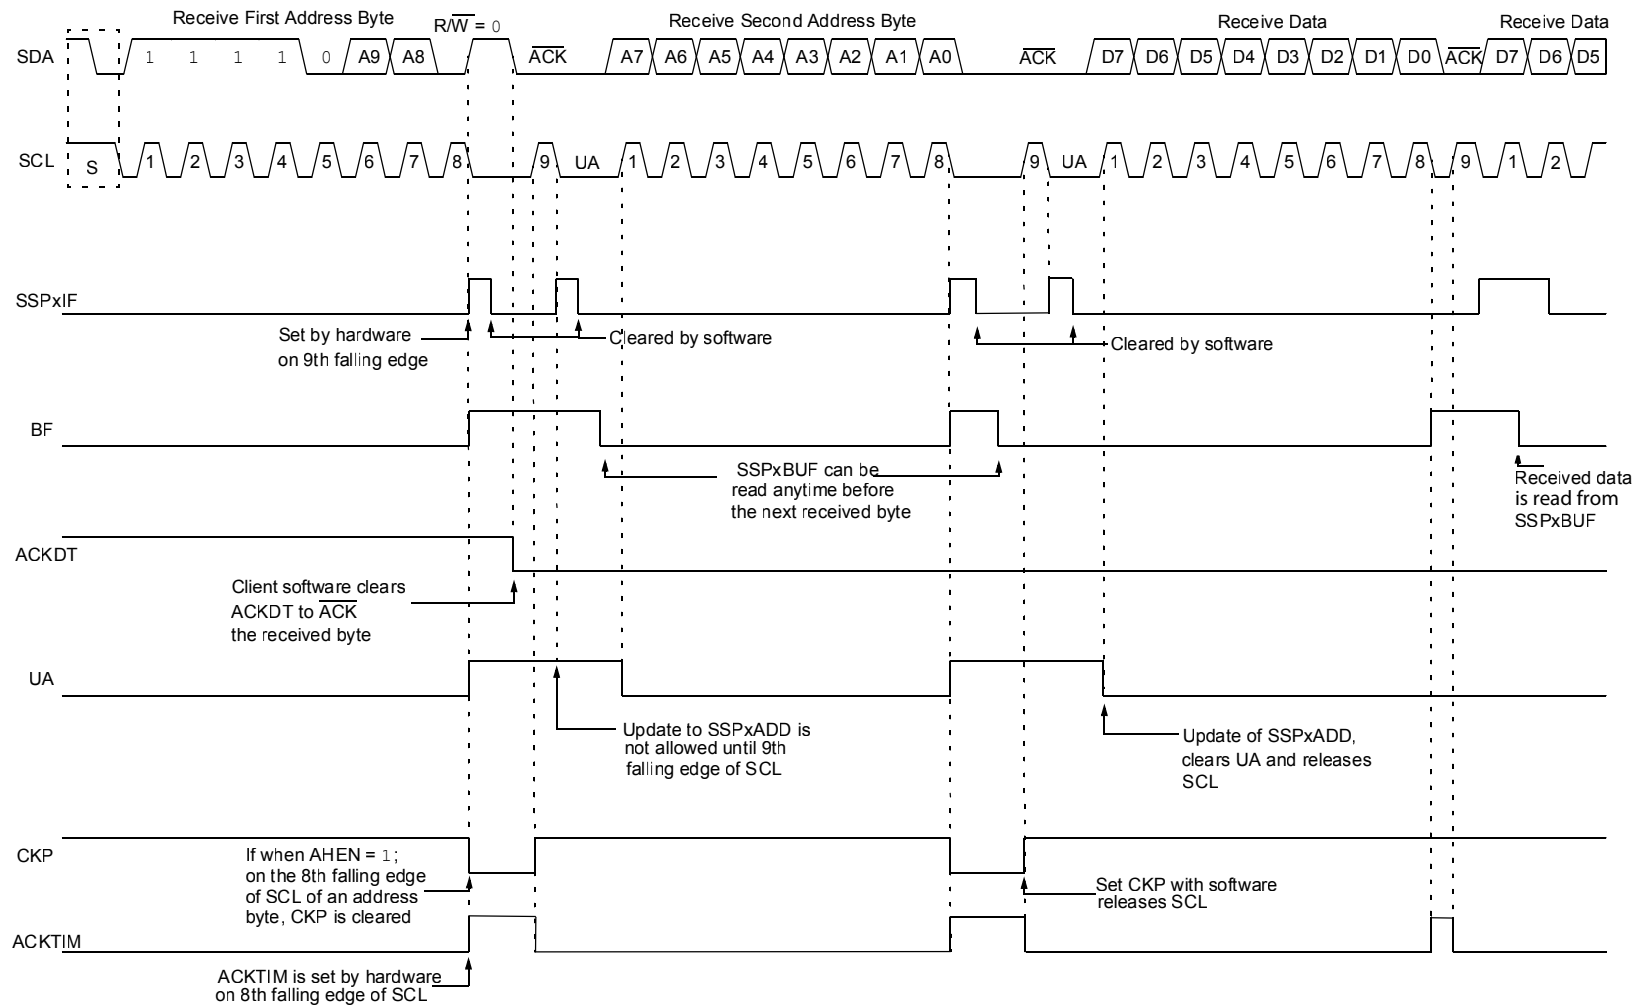 Receive First Address Byte
R/W = 0
Receive Second Address Byte
Receive Data
Receive Data
SDA
1 1 1 1 0 A9 A8
ACK
A7 A6 A5 A4 A3 A2 A1 A0
ACK
D7 D6 D5 D4 D3 D2 D1 D0
ACK
D7 D6 D5
SCL
S
1 2 3 4 5 6 7 8 9 UA 1 2 3 4 5 6 7 8 9 UA 1 2 3 4 5 6 7 8 9 1 2
SSPxIF
Set by hardware
on 9th falling edge
Cleared by software
Cleared by software
BF
SSPxBUF can be
read anytime before
the next received byte
Received data
is read from
SSPxBUF
ACKDT
Client software clears
ACKDT to ACK
the received byte
UA
Update to SSPxADD is
not allowed until 9th
falling edge of SCL
Update of SSPxADD,
clears UA and releases
SCL
CKP
If when AHEN = 1;
on the 8th falling edge
of SCL of an address
byte, CKP is cleared
Set CKP with software
releases SCL
ACKTIM
ACKTIM is set by hardware
on 8th falling edge of SCL